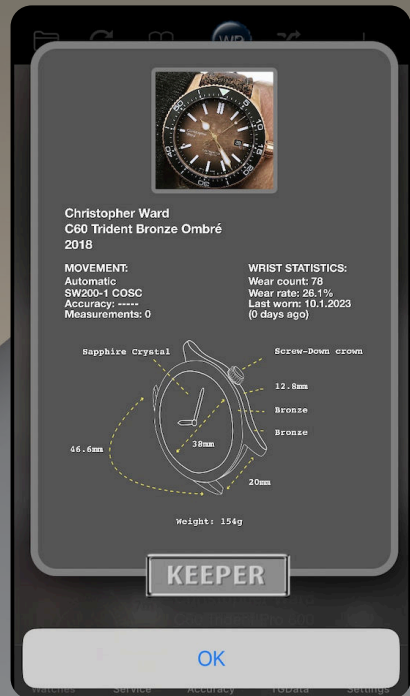 WR
Christopher Ward
C60 Trident Bronze Ombré
2018
MOVEMENT:
Automatic
SW200-1 COSC
Accuracy: -----
Measurements: 0
WRIST STATISTICS:
Wear count: 78
Wear rate: 26.1%
Last worn: 10.1.2023
(0 days ago)
Sapphire Crystal
Screw-Down crown
12.8mm
Bronze
Bronze
38mm
46.6mm
20mm
Weight: 154g
KEEPER
OK
Watches
Service
Accuracy
TGData
Settings